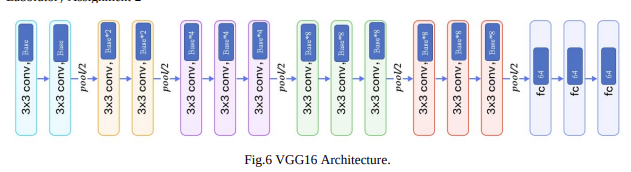 3x3 conv, Base
3x3 conv, Base
pool/2
3x3 conv, Base*2
3x3 conv, Base*2
pool/2
3x3 conv, Base*4
3x3 conv, Base*4
3x3 conv, Base*4
pool/2
3x3 conv, Base*8
3x3 conv, Base*8
3x3 conv, Base*8
pool/2
3x3 conv, Base*8
3x3 conv, Base*8
3x3 conv, Base*8
pool/2
fc 64
fc 64
fc 64
Fig.6 VGG16 Architecture.